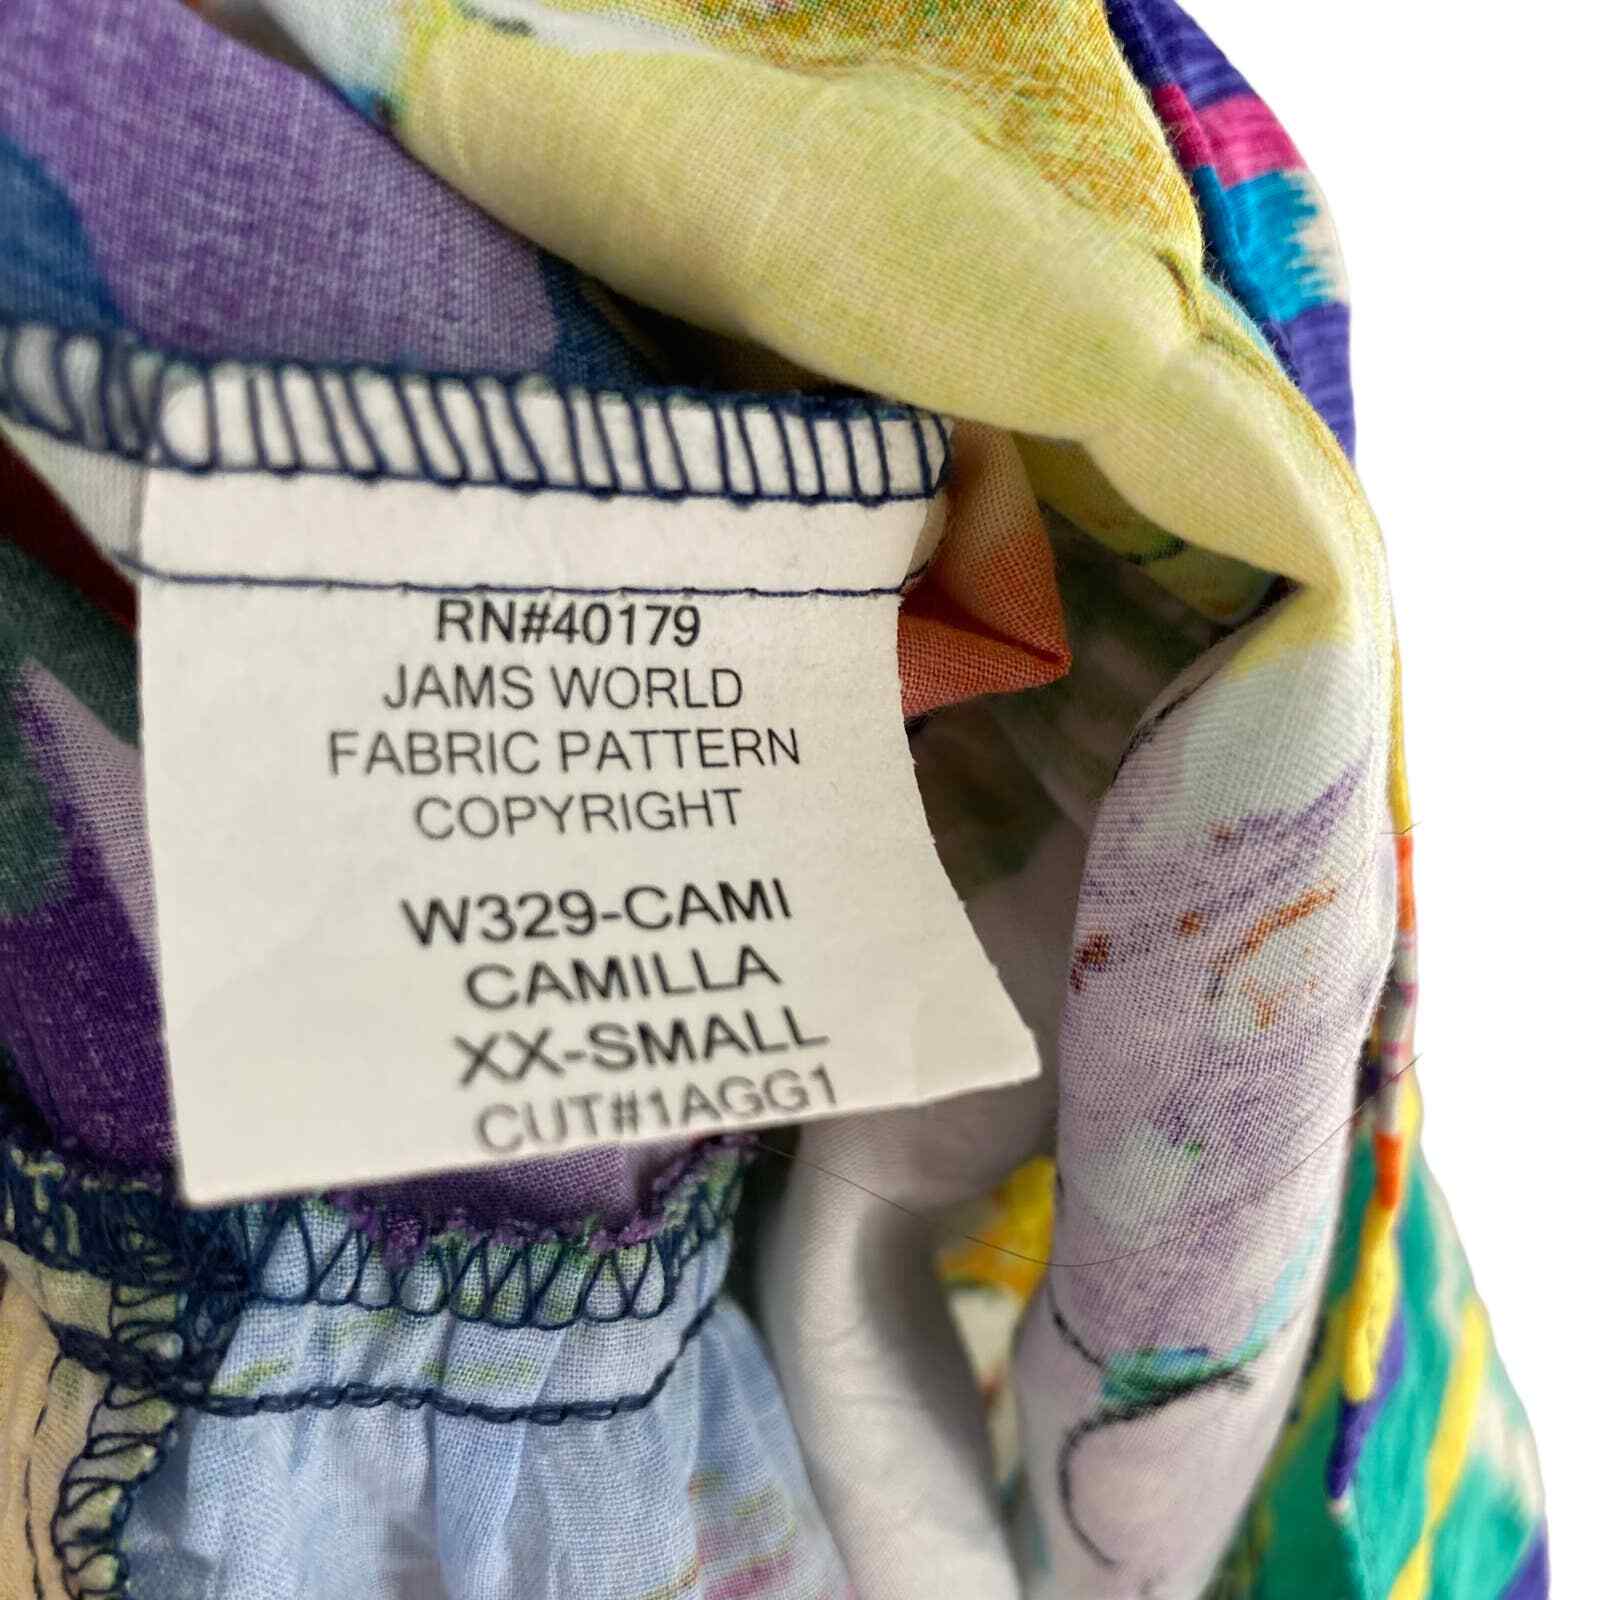 RN#40179
JAMS WORLD
FABRIC PATTERN
COPYRIGHT
W329-CAMI
CAMILLA
XX-SMALL
CUT#1AGG1